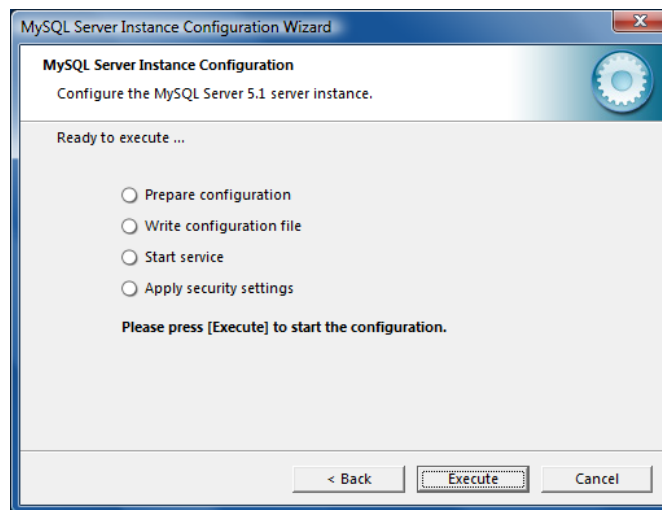 MySQL Server Instance Configuration Wizard
MySQL Server Instance Configuration
Configure the MySQL Server 5.1 server instance.
Ready to execute ...
Prepare configuration
Write configuration file
Start service
Apply security settings
Please press [Execute] to start the configuration.
< Back Execute Cancel